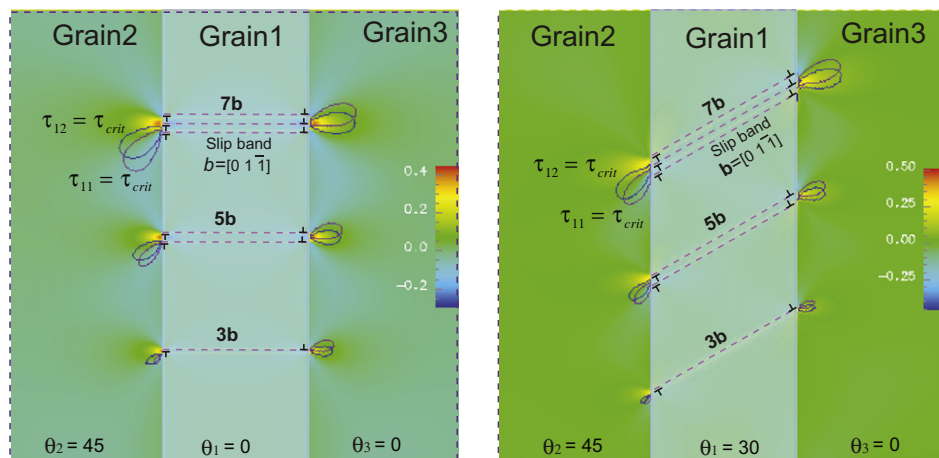 Grain2 Grain1 Grain3
7b
τ12 = τcrit
Slip band
b=[0 1 1̄]
τ11 = τcrit
0.4
5b
0.0
−0.2
3b
θ2 = 45 θ1 = 0 θ3 = 0
Grain2 Grain1 Grain3
7b
Slip band
b=[0 1 1̄]
τ12 = τcrit
0.50
τ11 = τcrit
5b
0.25
0.00
−0.25
3b
θ2 = 45 θ1 = 30 θ3 = 0